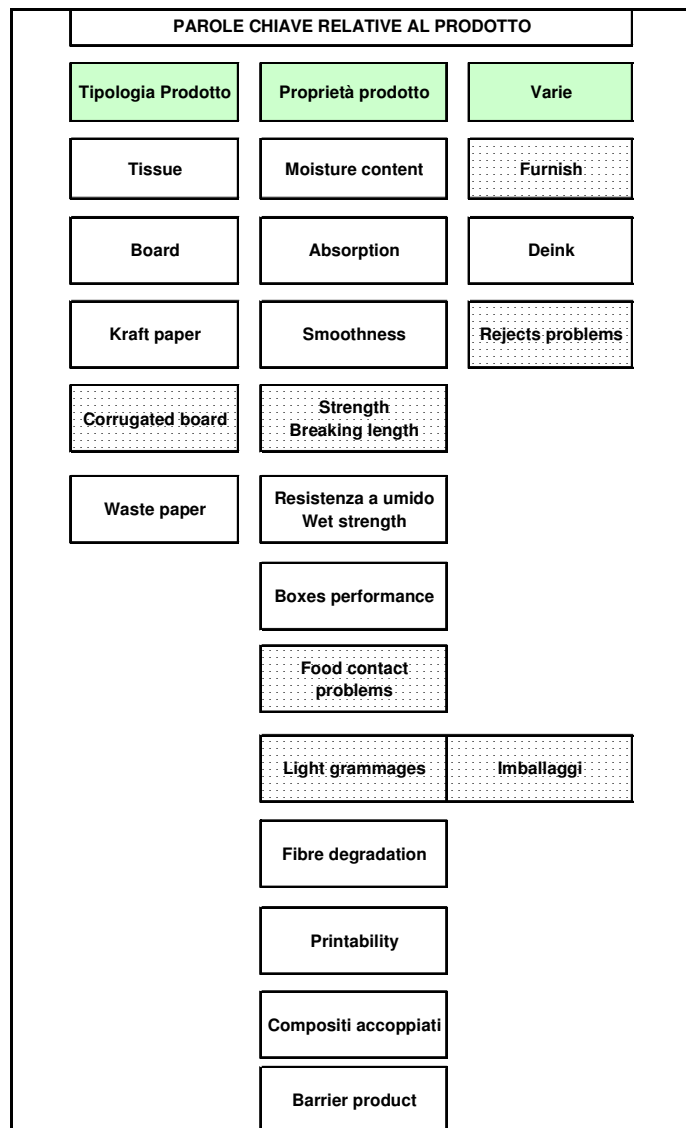 PAROLE CHIAVE RELATIVE AL PRODOTTO
Tipologia Prodotto Proprietà prodotto Varie
Tissue Moisture content Furnish
Board Absorption Deink
Kraft paper Smoothness Rejects problems
Corrugated board Strength
Breaking length
Waste paper Resistenza a umido
Wet strength
Boxes performance
Food contact
problems
Light grammages Imballaggi
Fibre degradation
Printability
Compositi accoppiati
Barrier product